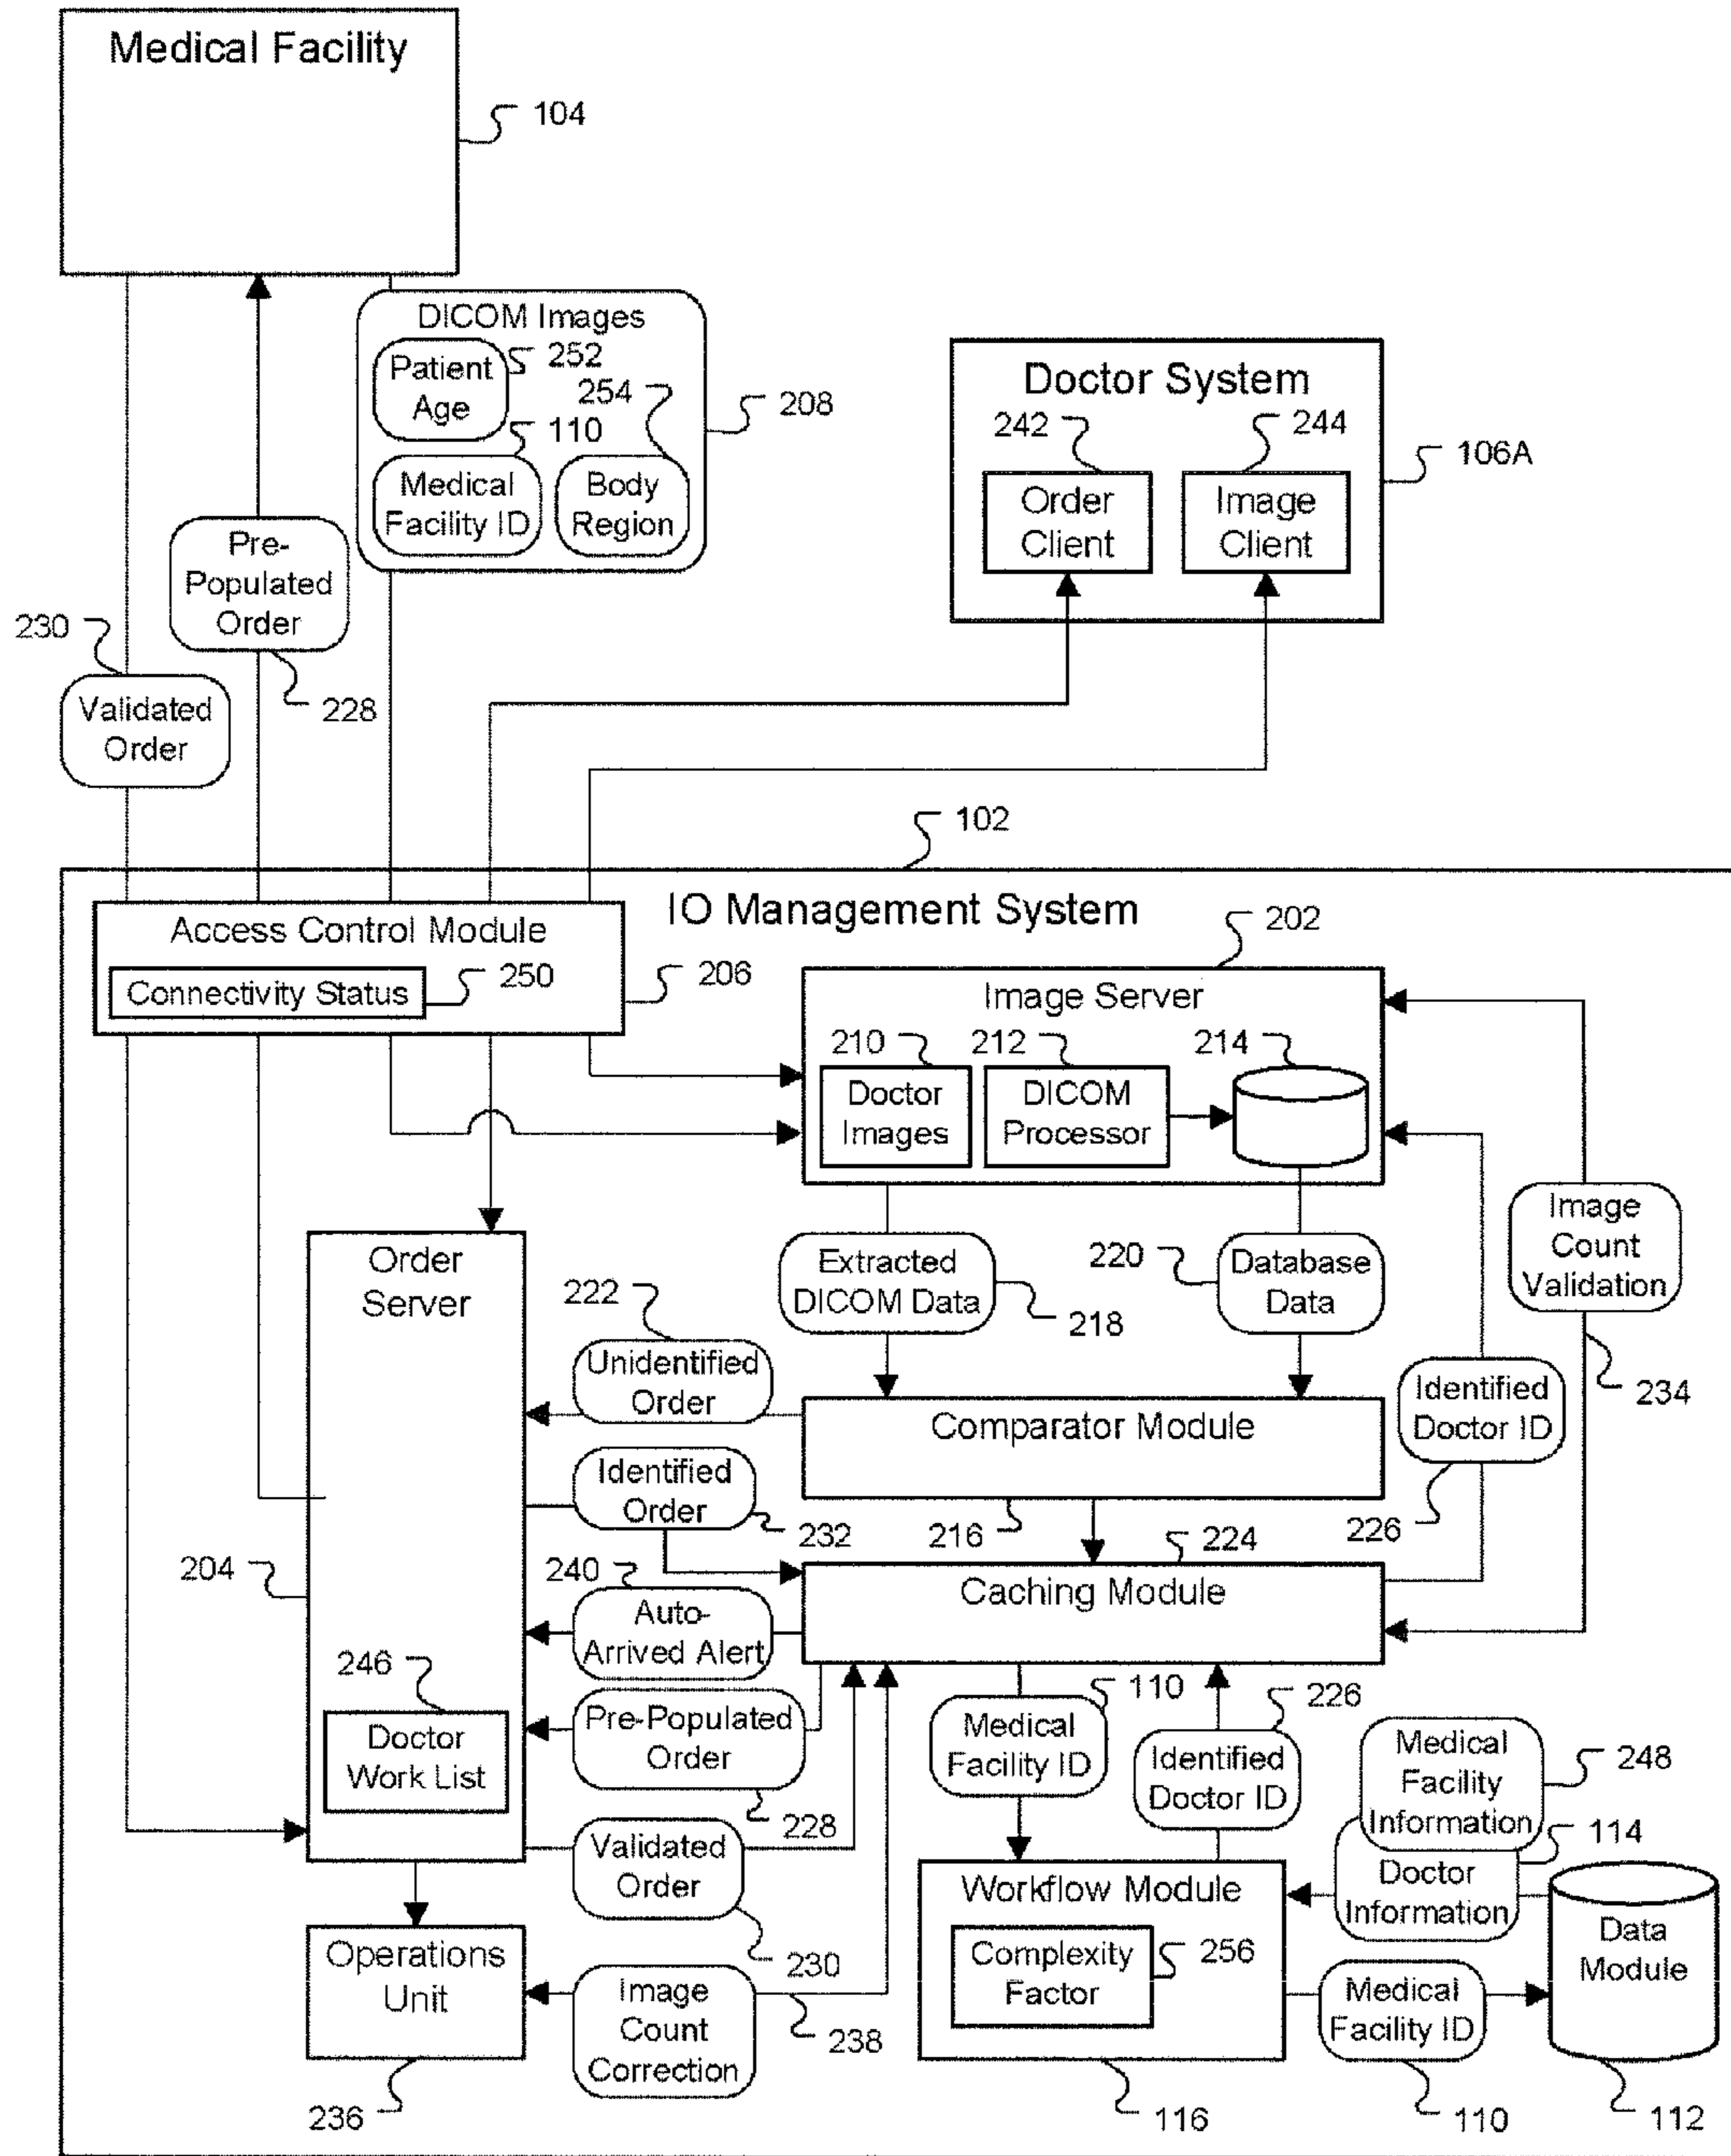 Medical Facility
104
DICOM Images
Patient
Age
252
254
110
208
Medical
Facility ID
Body
Region
Doctor System
242
244
106A
Order
Client
Image
Client
Pre-
Populated
Order
230
228
Validated
Order
102
IO Management System
Access Control Module
Connectivity Status
250
206
202
Image Server
210
212
214
Doctor
Images
DICOM
Processor
Image
Count
Validation
Order
Server
222
Extracted
DICOM Data
218
220
Database
Data
Unidentified
Order
Identified
Doctor ID
234
Comparator Module
Identified
Order
232
216
224
226
204
240
Caching Module
Auto-
Arrived Alert
246
110
226
Doctor
Work List
Pre-Populated
Order
228
Medical
Facility ID
Identified
Doctor ID
Medical
Facility
Information
248
114
Validated
Order
230
Workflow Module
Doctor
Information
Data
Module
Complexity
Factor
256
Operations
Unit
Image
Count
Correction
238
Medical
Facility ID
236
116
110
112